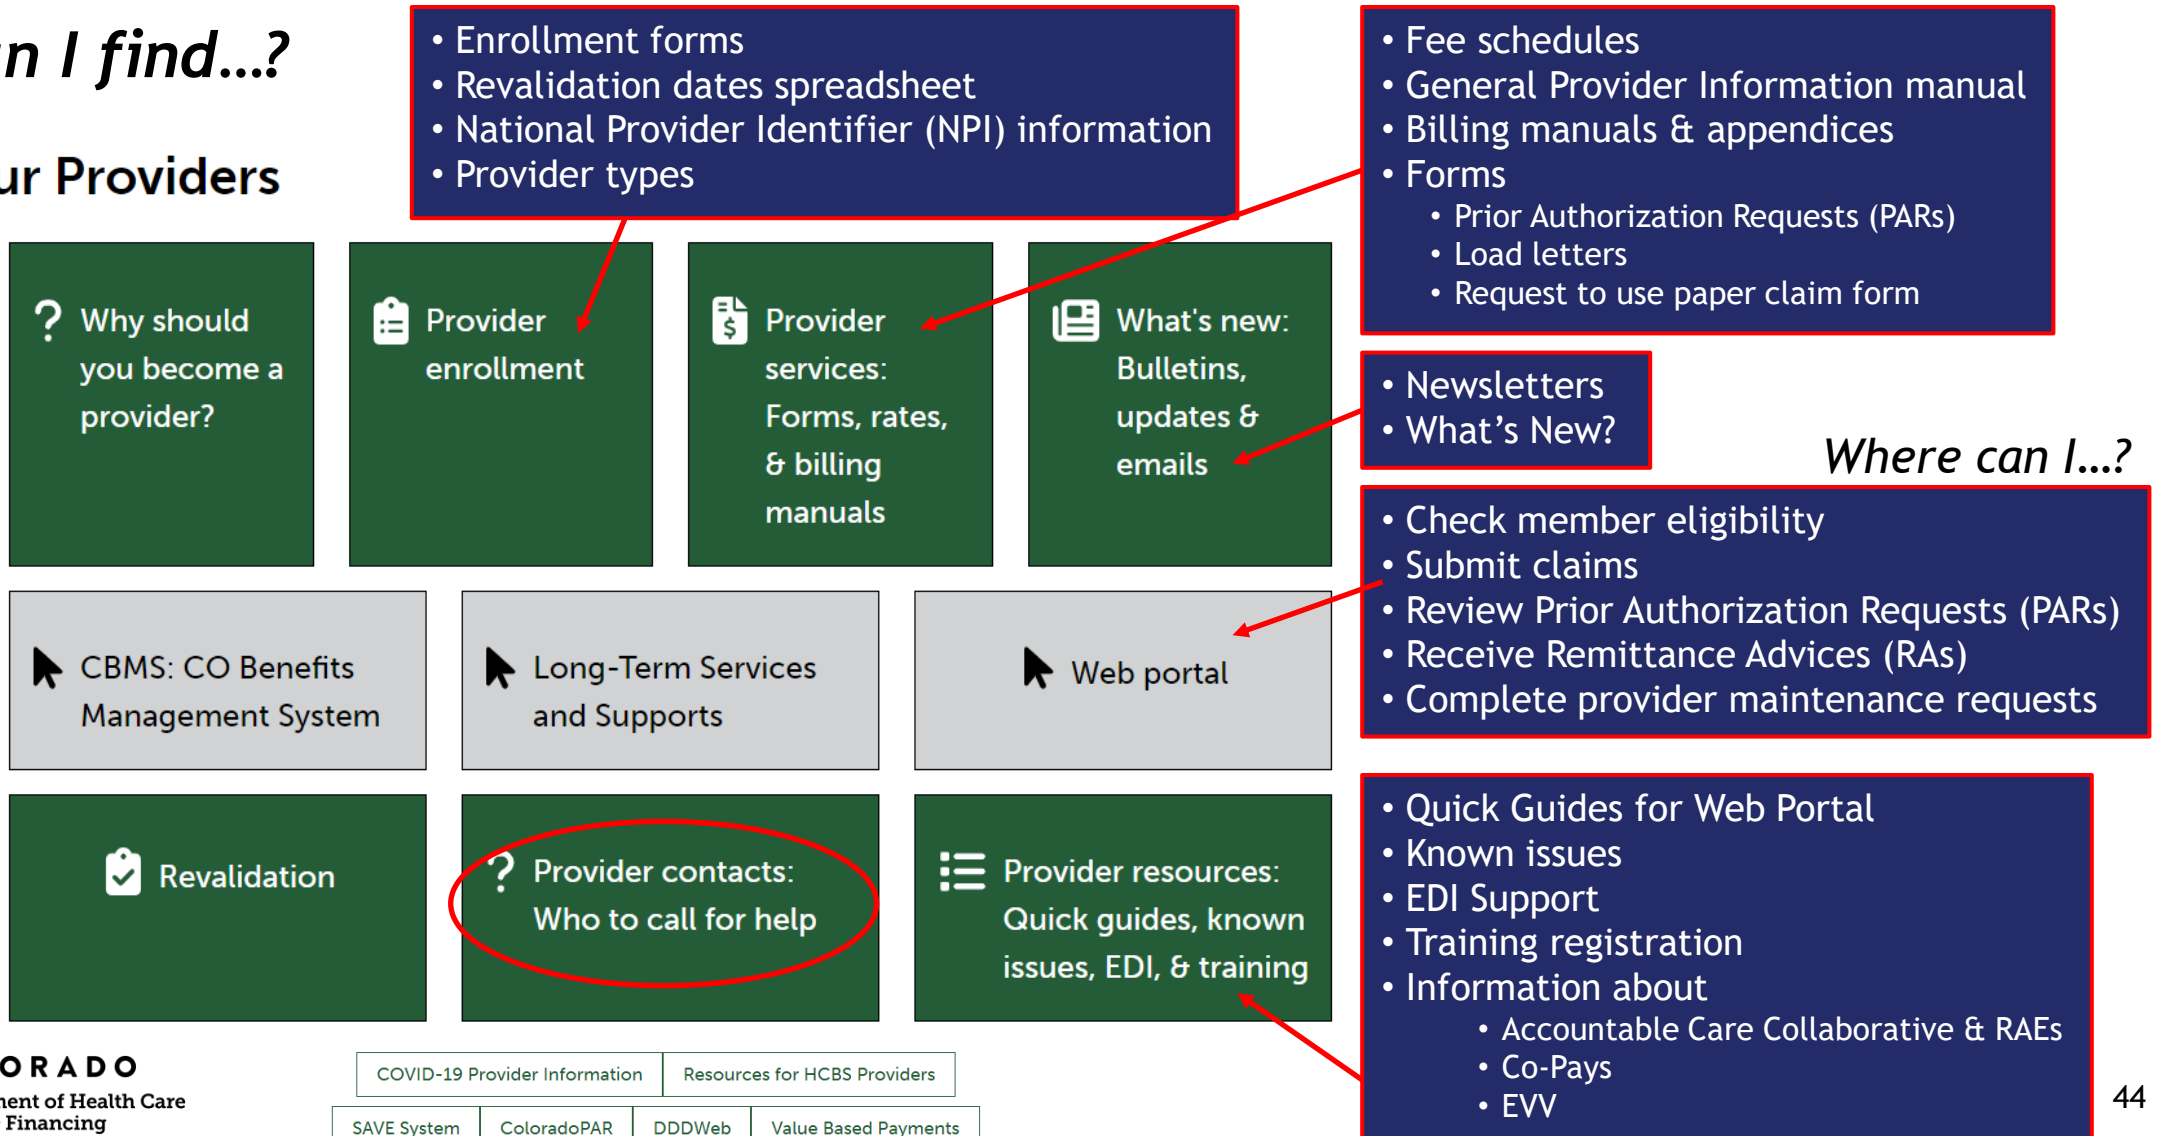 n I find...?
ur Providers
• Enrollment forms
• Revalidation dates spreadsheet
• National Provider Identifier (NPI) information
• Provider types
• Fee schedules
• General Provider Information manual
• Billing manuals & appendices
• Forms
• Prior Authorization Requests (PARs)
• Load letters
• Request to use paper claim form
? Why should
you become a
provider?
Provider
enrollment
Provider
services:
Forms, rates,
& billing
manuals
What's new:
Bulletins,
updates &
emails
• Newsletters
• What’s New?
Where can I...?
• Check member eligibility
• Submit claims
• Review Prior Authorization Requests (PARs)
• Receive Remittance Advices (RAs)
• Complete provider maintenance requests
CBMS: CO Benefits
Management System
Long-Term Services
and Supports
Web portal
Revalidation
? Provider contacts:
Who to call for help
Provider resources:
Quick guides, known
issues, EDI, & training
• Quick Guides for Web Portal
• Known issues
• EDI Support
• Training registration
• Information about
• Accountable Care Collaborative & RAEs
• Co-Pays
• EVV
ORADO
ment of Health Care
Financing
COVID-19 Provider Information
Resources for HCBS Providers
SAVE System
ColoradoPAR
DDDWeb
Value Based Payments
44